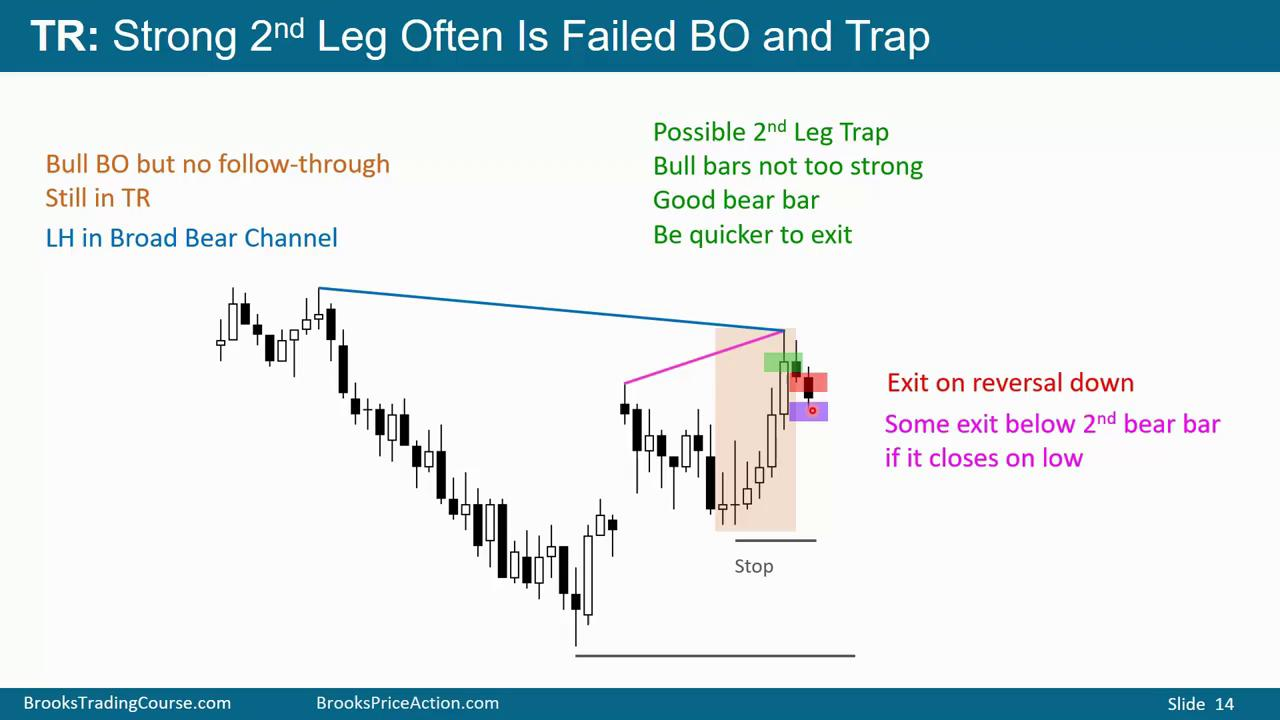 TR: Strong 2nd Leg Often Is Failed BO and Trap
Bull BO but no follow-through
Still in TR
LH in Broad Bear Channel
Possible 2nd Leg Trap
Bull bars not too strong
Good bear bar
Be quicker to exit
Exit on reversal down
Some exit below 2nd bear bar
if it closes on low
Stop
BrooksTradingCourse.com
BrooksPriceAction.com
Slide 14